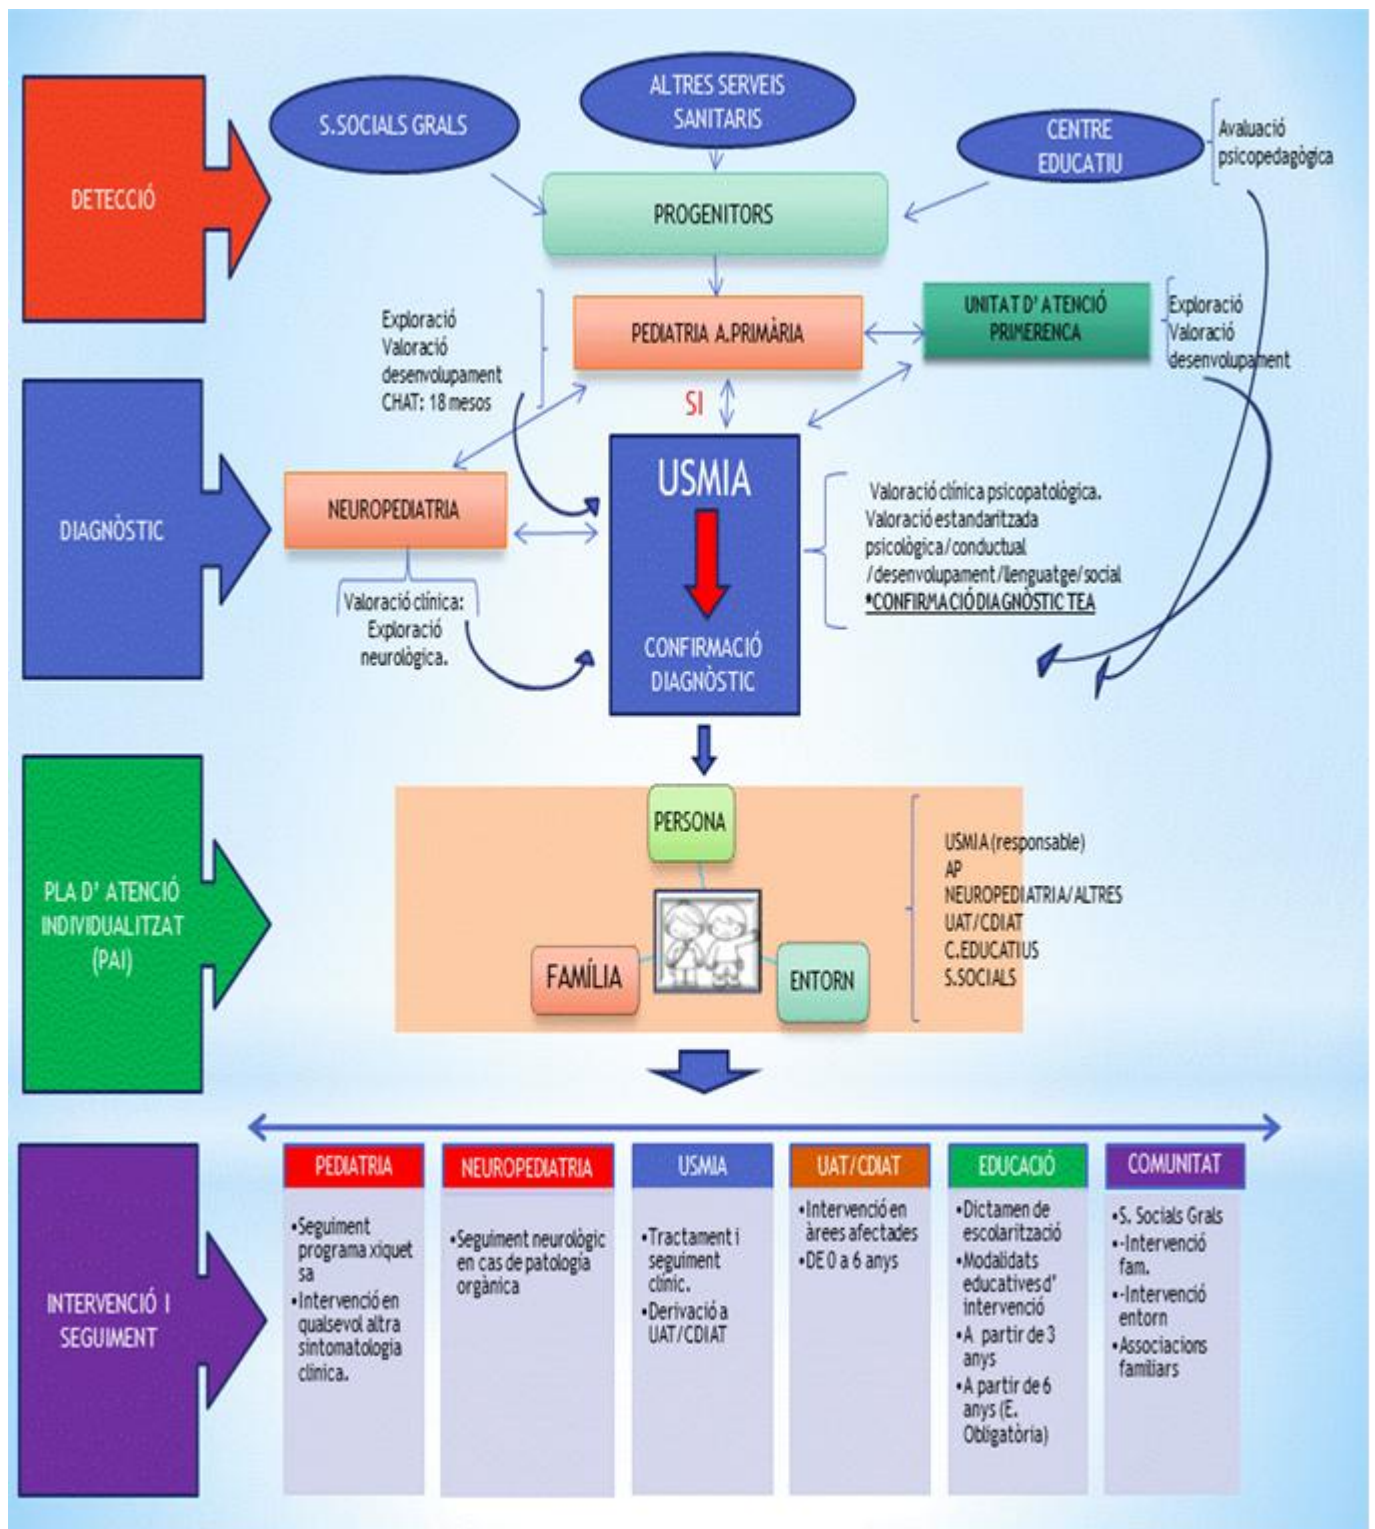 DETECCIÓ
S.SOCIALS GRALS
ALTRES SERVEIS
SANITARIS
CENTRE
EDUCATIU
Avaluació
psicopedagògica
PROGENITORS
Exploració
Valoració
desenvolupament
CHAT: 18 mesos
PEDIATRIA A.PRIMÀRIA
UNITAT D' ATENCIÓ
PRIMERENCA
Exploració
Valoració
desenvolupament
SI
DIAGNÒSTIC
NEUROPEDIATRIA
Valoració clínica:
Exploració
neurològica.
USMIA
CONFIRMACIÓ
DIAGNÒSTIC
Valoració clínica psicopatològica.
Valoració estandaritzada
psicològica/conductual
/desenvolupament/llenguatge/social
*CONFIRMACIÓ DIAGNÒSTIC TEA
PLA D' ATENCIÓ
INDIVIDUALITZAT
(PAI)
PERSONA
FAMÍLIA
ENTORN
USMIA (responsable)
AP
NEUROPEDIATRIA/ALTRES
UAT/CDIAT
C.EDUCATIUS
S.SOCIALS
INTERVENCIÓ I
SEGUIMENT
PEDIATRIA
•Seguiment
programa xiquet
sa
•Intervenció en
qualsevol altra
sintomatologia
clínica.
NEUROPEDIATRIA
•Seguiment neurològic
en cas de patología
orgànica
USMIA
•Tractament i
seguiment
clínic.
•Derivació a
UAT/CDIAT
UAT/CDIAT
•Intervenció en
àrees afectades
•DE 0 a 6 anys
EDUCACIÓ
•Dictamen de
escolarització
•Modalidats
educatives d'
intervenció
•A partir de 3
anys
•A partir de 6
anys (E.
Obligatòria)
COMUNITAT
•S. Socials Grals
•-Intervenció
fam.
•-Intervenció
entorn
•Associacions
familiars